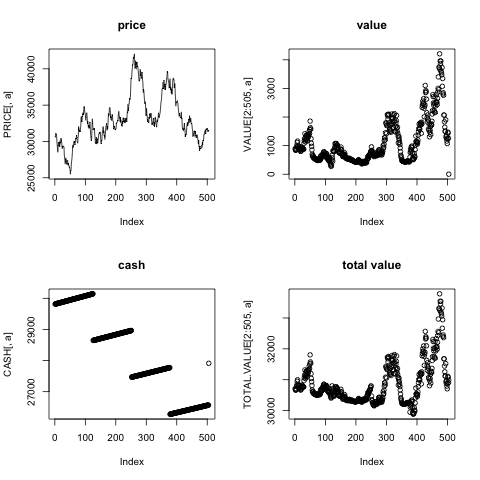 price
PRICE[, a]
25000 30000 35000 40000
0 100 200 300 400 500
Index
value
VALUE[2:505, a]
0 1000 3000
0 100 200 300 400 500
Index
cash
CASH[, a]
27000 29000
0 100 200 300 400 500
Index
total value
TOTAL.VALUE[2:505, a]
30000 32000
0 100 200 300 400 500
Index